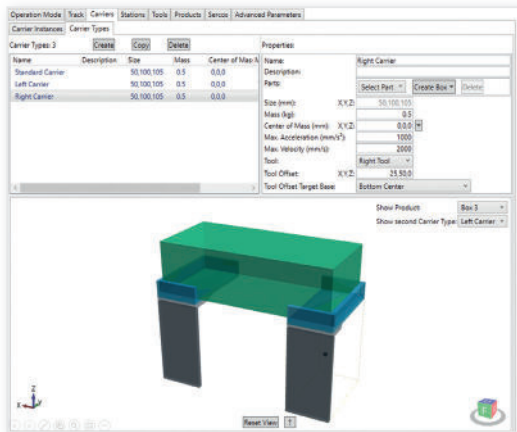 Operation Mode Track Carriers Stations Tools Products Sercos Advanced Parameters
Carrier Instances Carrier Types
Carrier Types: 3 Create Copy Delete
Name Description Size Mass Center of Mas M
Standard Carrier 50,100,105 0.5 0,0,0
Left Carrier 50,100,105 0.5 0,0,0
Right Carrier 50,100,105 0.5 0,0,0
Properties:
Name: Right Carrier
Description:
Parts: Select Part Create Box Delete
Size (mm): X,Y,Z: 50,100,105
Mass (kg): 0.5
Center of Mass (mm): X,Y,Z: 0,0,0
Max. Acceleration (mm/s²): 1000
Max. Velocity (mm/s): 2000
Tool: Right Tool
Tool Offset: X,Y,Z: 25,50,0
Tool Offset Target Base: Bottom Center
Show Product: Box 3
Show second Carrier Type: Left Carrier
Z
X Y
Reset View